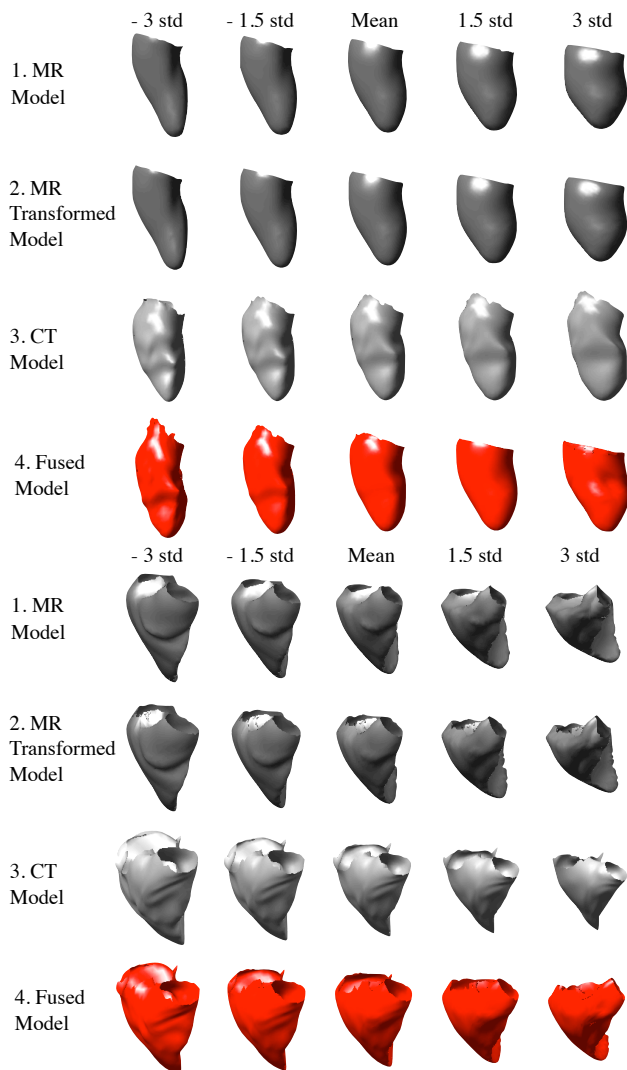 - 3 std - 1.5 std Mean 1.5 std 3 std
1. MR
Model
2. MR
Transformed
Model
3. CT
Model
4. Fused
Model
- 3 std - 1.5 std Mean 1.5 std 3 std
1. MR
Model
2. MR
Transformed
Model
3. CT
Model
4. Fused
Model